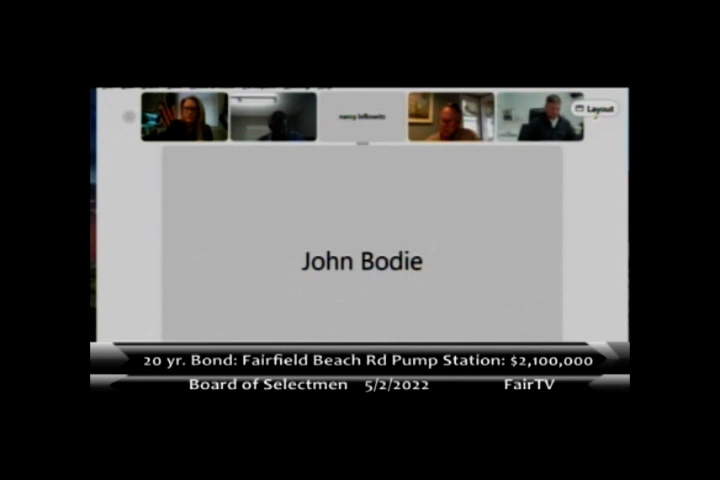 nancy lefkowitz
Layout
John Bodie
20 yr. Bond: Fairfield Beach Rd Pump Station: $2,100,000
Board of Selectmen 5/2/2022 FairTV